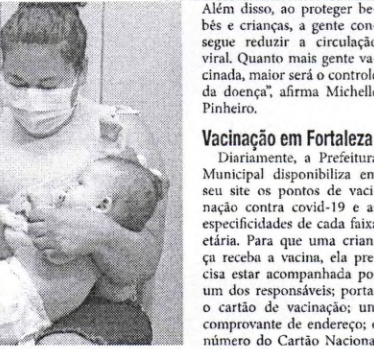 Além disso, ao proteger be-
bês e crianças, a gente con-
segue reduzir a circulação
viral. Quanto mais gente va-
cinada, maior será o controle
da doença”, afirma Michelle
Pinheiro.
Vacinação em Fortaleza
Diariamente, a Prefeitura
Municipal disponibiliza em
seu site os pontos de vaci-
nação contra covid-19 e a
especificidades de cada faixa
etária. Para que uma crian-
ça receba a vacina, ela pre-
cisa estar acompanhada po
um dos responsáveis; porta
o cartão de vacinação; um
comprovante de endereço; e
número do Cartão Naciona